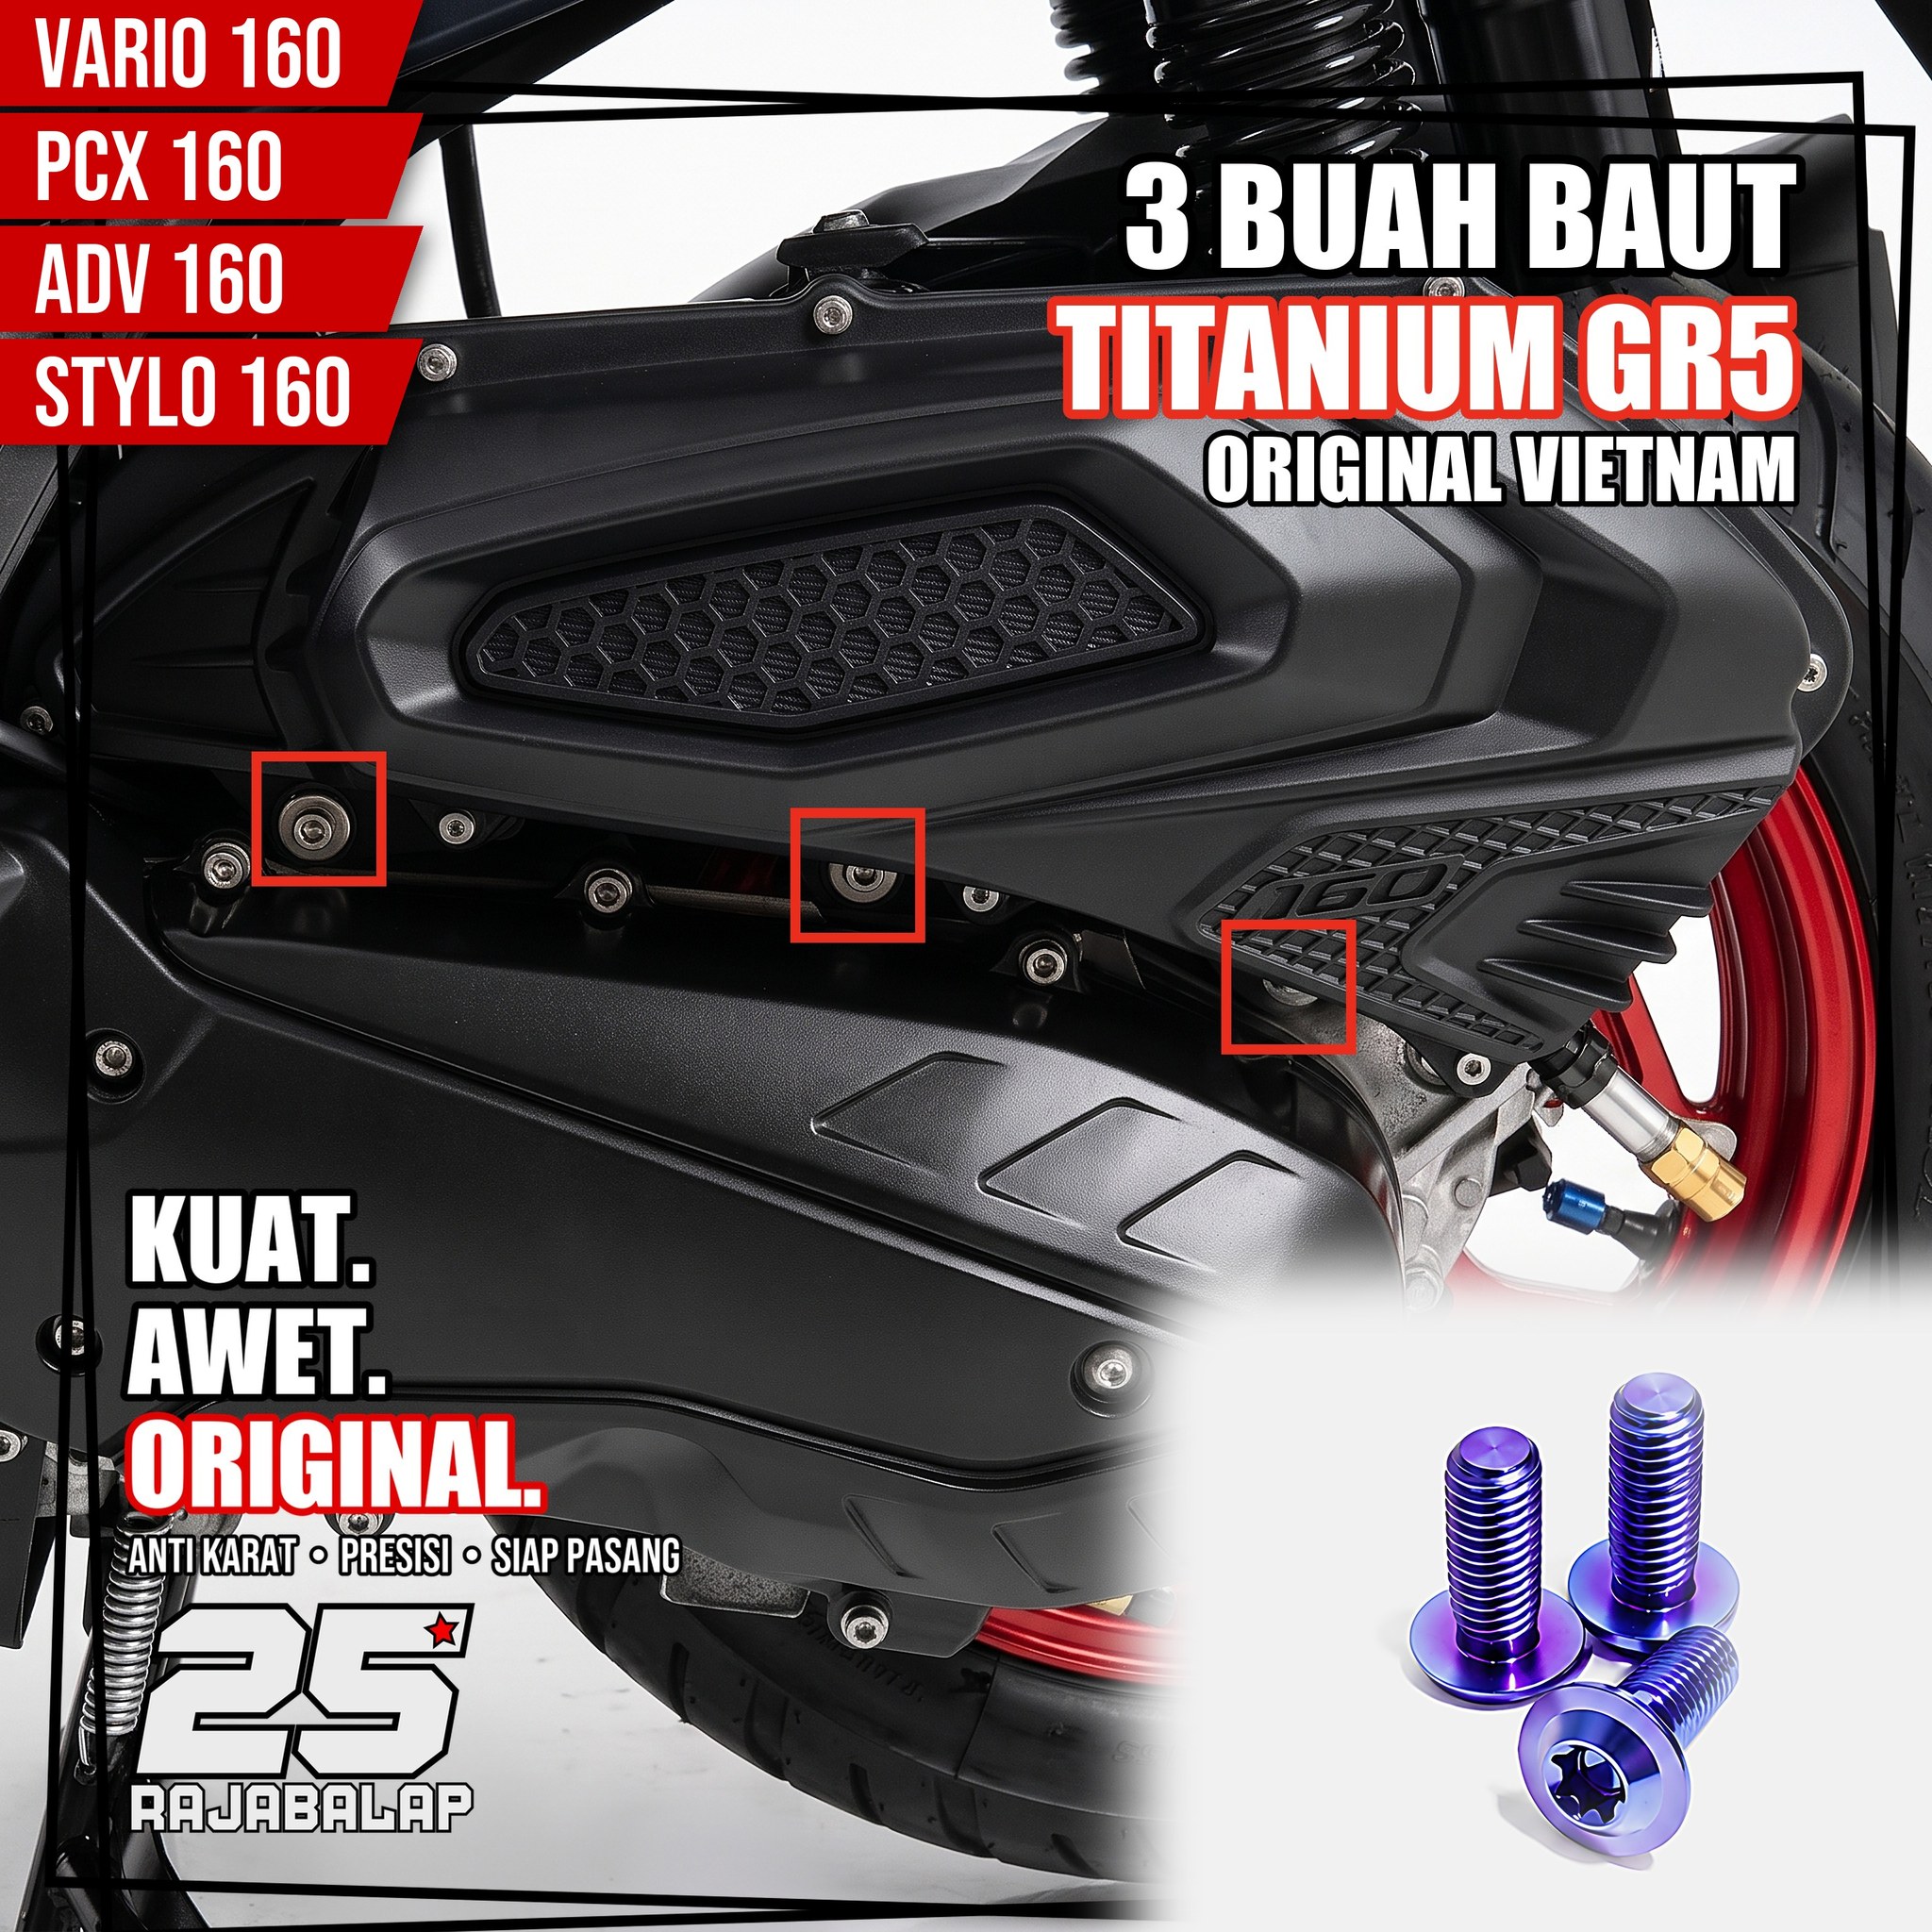 VARIO 160
PCX 160
ADV 160
STYLO 160
3 BUAH BAUT
TITANIUM GR5
ORIGINAL VIETNAM
160
KUAT.
AWET.
ORIGINAL.
ANTI KARAT • PRESISI • SIAP PASANG
25
RAJABALAP